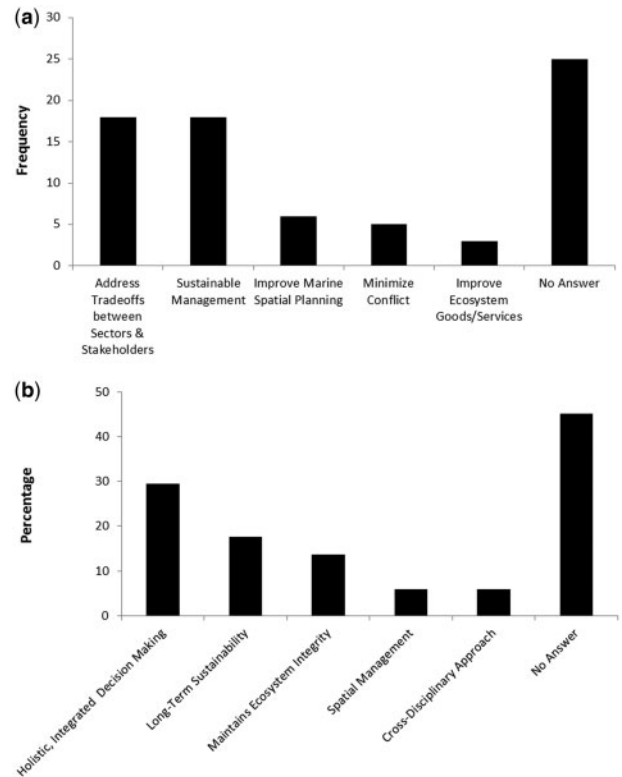 (a)
30
25
20
15
10
5
0
Frequency
Address
Tradeoffs
between
Sectors &
Stakeholders
Sustainable
Management
Improve Marine
Spatial Planning
Minimize
Conflict
Improve
Ecosystem
Goods/Services
No Answer
(b)
50
40
30
20
10
0
Percentage
Holistic, Integrated Decision Making
Long-Term Sustainability
Maintains Ecosystem Integrity
Spatial Management
Cross-Disciplinary Approach
No Answer